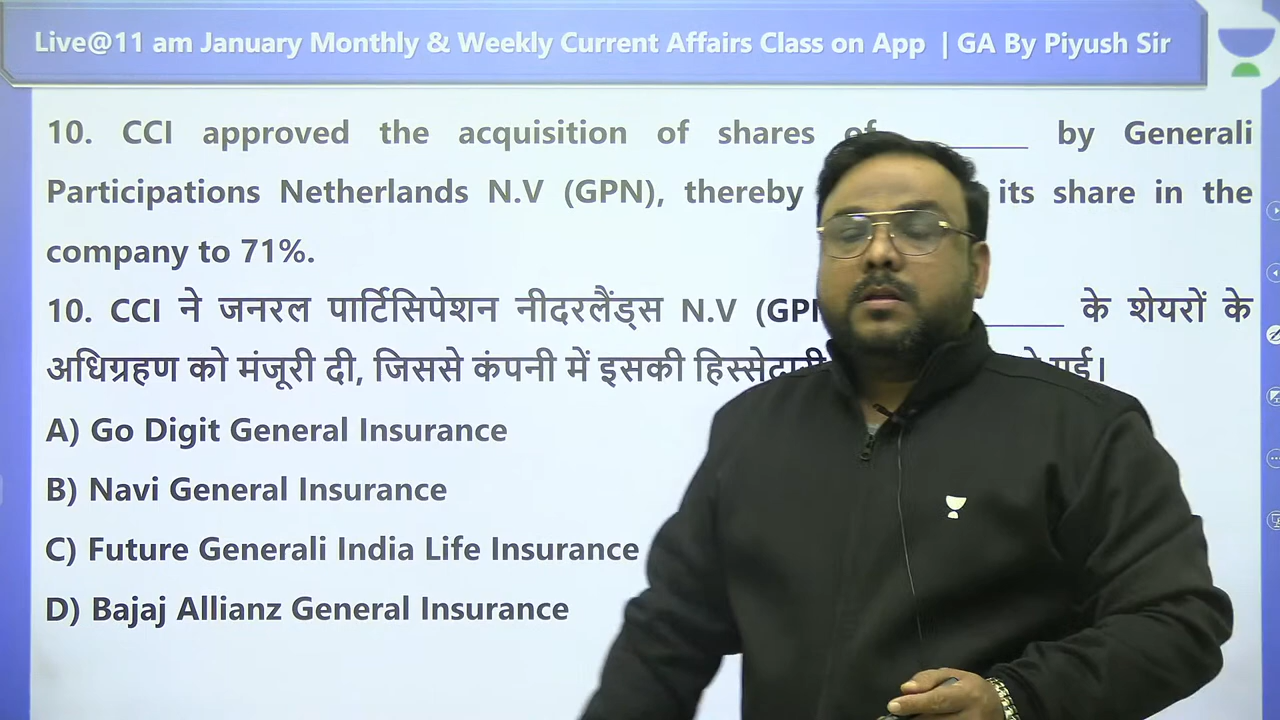 Live@11 am January Monthly & Weekly Current Affairs Class on App | GA By Piyush Sir
10. CCI approved the acquisition of shares of ______ by Generali
Participations Netherlands N.V (GPN), thereby its share in the
company to 71%.
10. CCI ने जनरल पार्टिसिपेशन नीदरलैंड्स N.V (GPN ______ के शेयरों के
अधिग्रहण को मंजूरी दी, जिससे कंपनी में इसकी हिस्सेदारी गई।
A) Go Digit General Insurance
B) Navi General Insurance
C) Future Generali India Life Insurance
D) Bajaj Allianz General Insurance